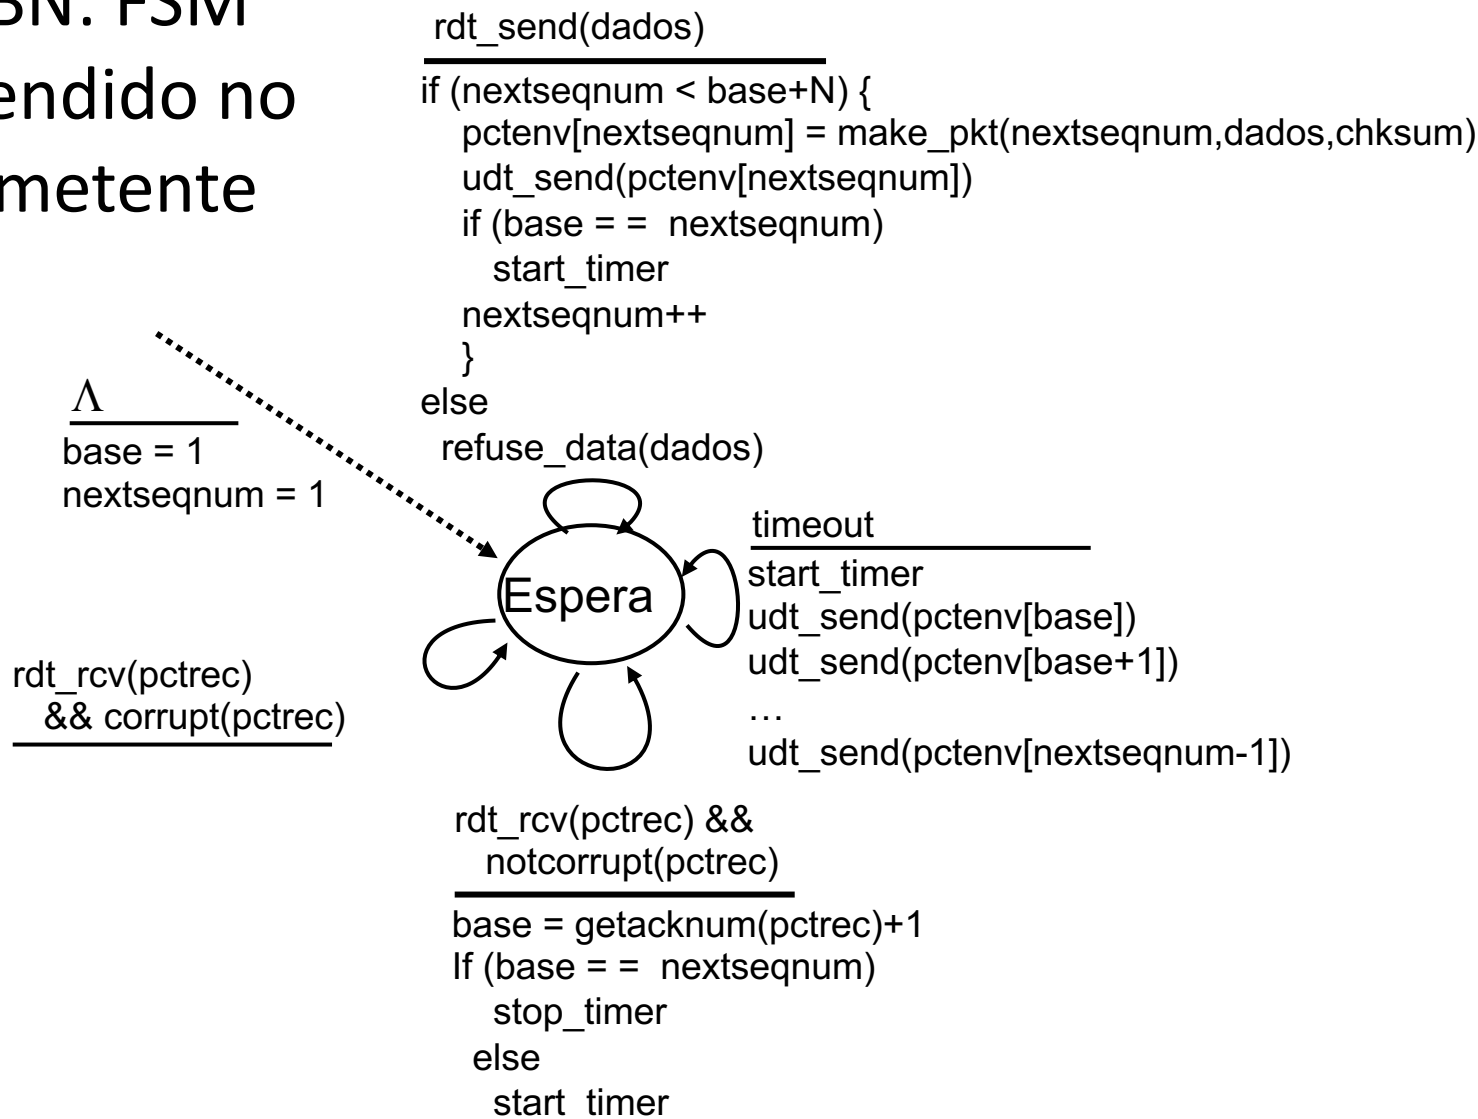 BN: FSM
endido no
metente
rdt_send(dados)
if (nextseqnum < base+N) {
pctenv[nextseqnum] = make_pkt(nextseqnum,dados,chksum)
udt_send(pctenv[nextseqnum])
if (base = = nextseqnum)
start_timer
nextseqnum++
}
else
refuse_data(dados)
Λ
base = 1
nextseqnum = 1
Espera
timeout
start_timer
udt_send(pctenv[base])
udt_send(pctenv[base+1])
…
udt_send(pctenv[nextseqnum-1])
rdt_rcv(pctrec)
&& corrupt(pctrec)
rdt_rcv(pctrec) &&
notcorrupt(pctrec)
base = getacknum(pctrec)+1
If (base = = nextseqnum)
stop_timer
else
start_timer